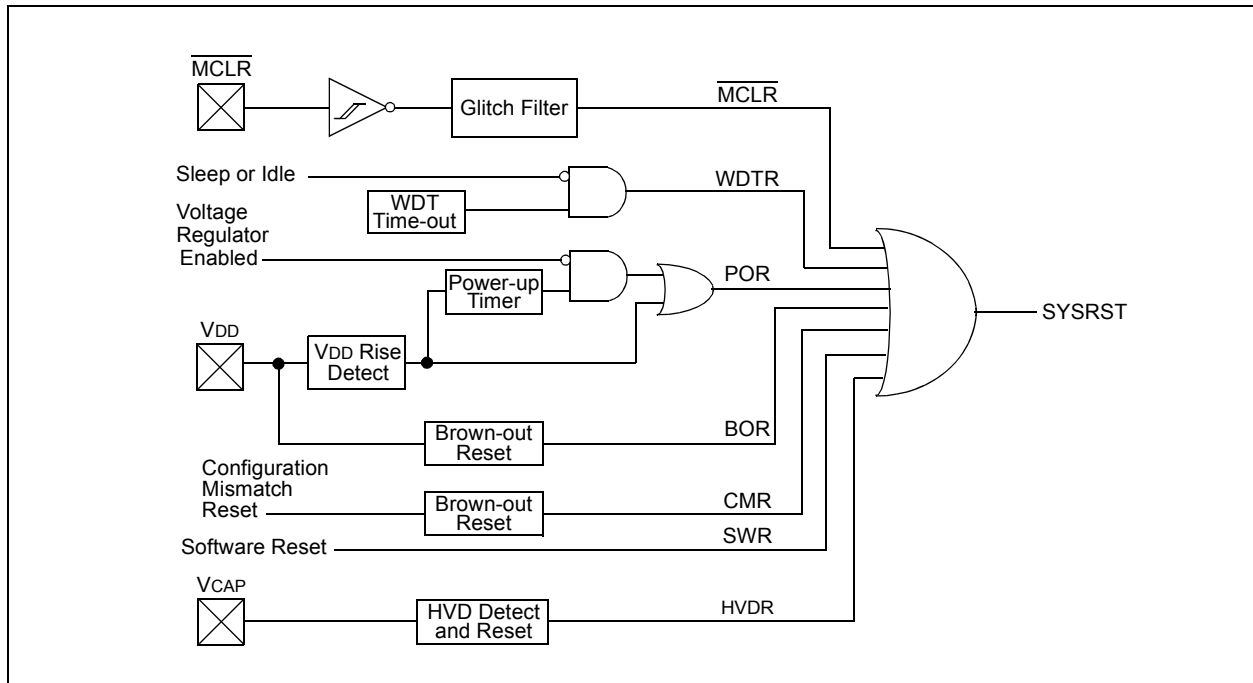 MCLR
Glitch Filter
MCLR
Sleep or Idle
WDT
Time-out
WDTR
Voltage
Regulator
Enabled
Power-up
Timer
POR
SYSRST
VDD
VDD Rise
Detect
Brown-out
Reset
BOR
Configuration
Mismatch
Reset
Brown-out
Reset
CMR
Software Reset
SWR
VCAP
HVD Detect
and Reset
HVDR